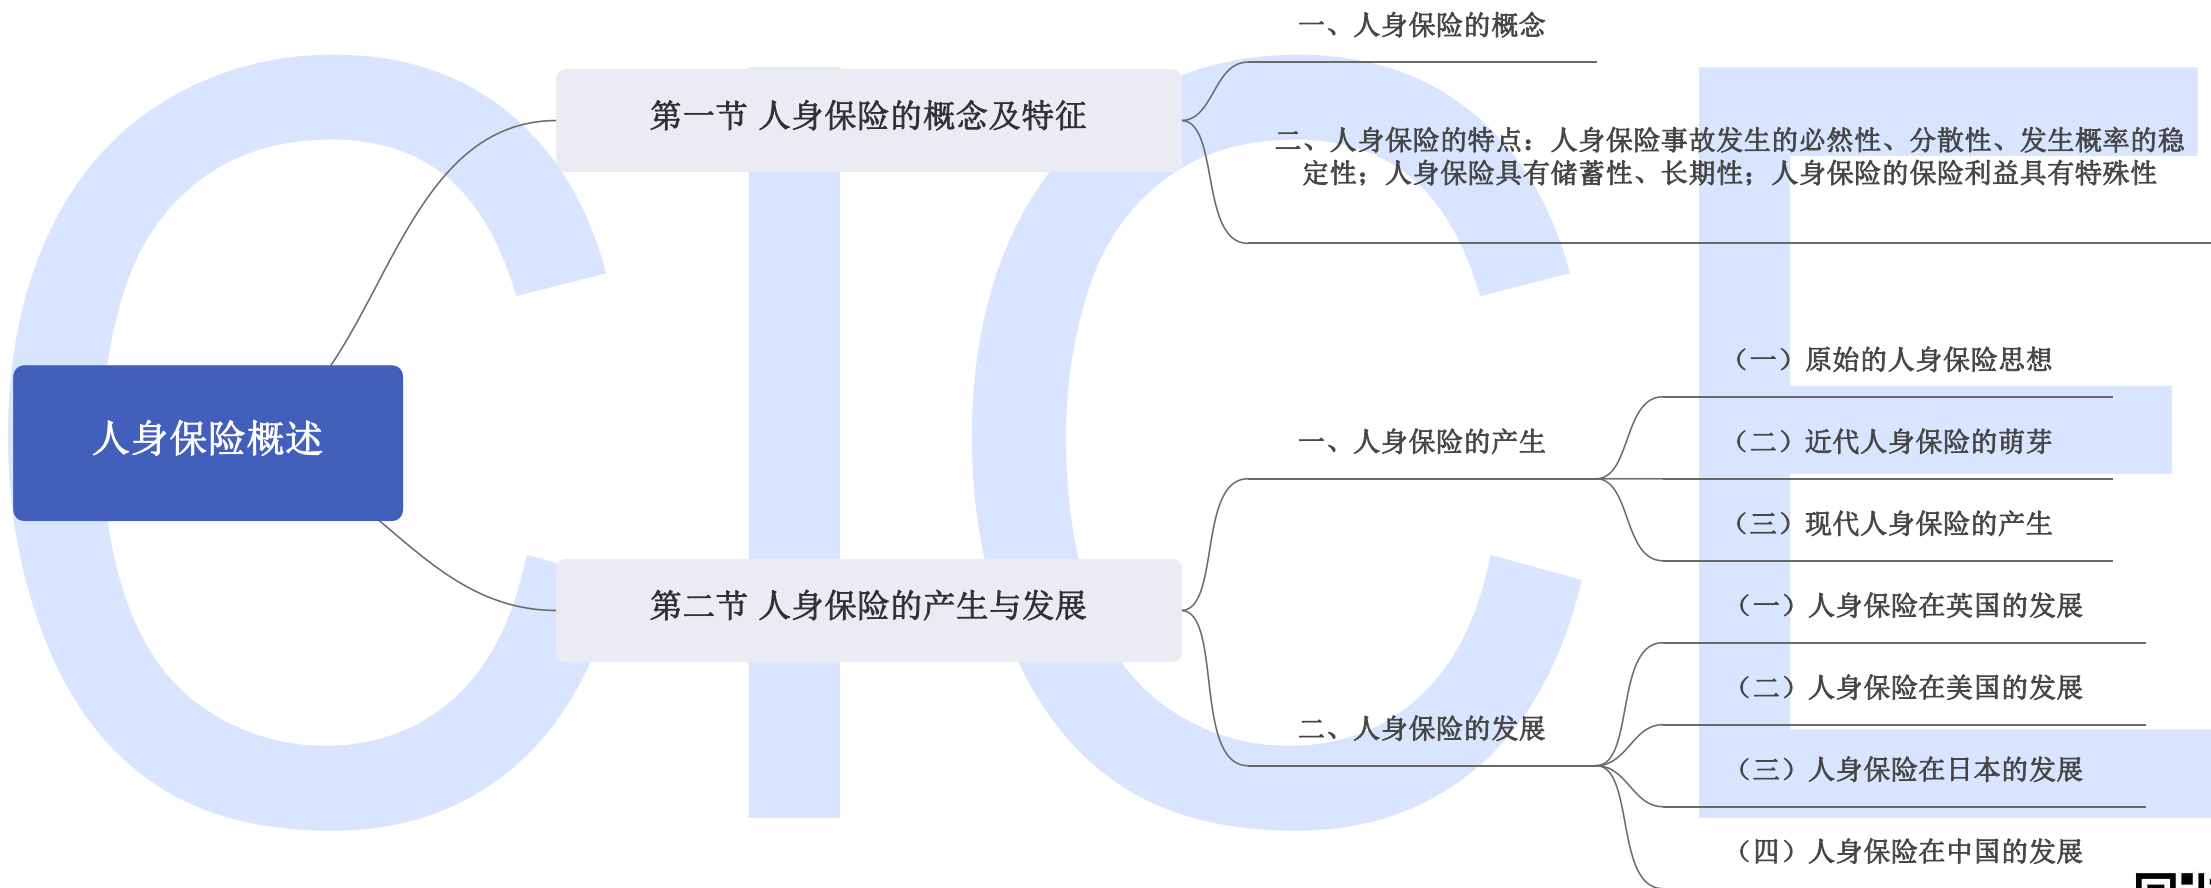 人身保险概述
第一节 人身保险的概念及特征
一、人身保险的概念
二、人身保险的特点：人身保险事故发生的必然性、分散性、发生概率的稳
定性；人身保险具有储蓄性、长期性；人身保险的保险利益具有特殊性
第二节 人身保险的产生与发展
一、人身保险的产生
（一）原始的人身保险思想
（二）近代人身保险的萌芽
（三）现代人身保险的产生
二、人身保险的发展
（一）人身保险在英国的发展
（二）人身保险在美国的发展
（三）人身保险在日本的发展
（四）人身保险在中国的发展
CICE